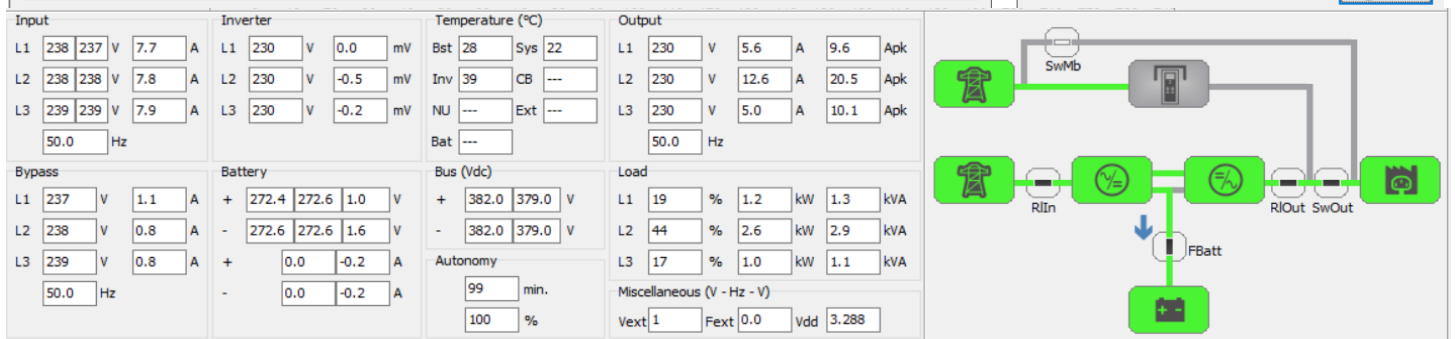 Input
L1 238 237 V 7.7 A
L2 238 238 V 7.8 A
L3 239 239 V 7.9 A
50.0 Hz
Inverter
L1 230 V 0.0 mV
L2 230 V -0.5 mV
L3 230 V -0.2 mV
Temperature (°C)
Bst 28 Sys 22
Inv 39 CB ---
NU --- Ext ---
Bat ---
Output
L1 230 V 5.6 A 9.6 Apk
L2 230 V 12.6 A 20.5 Apk
L3 230 V 5.0 A 10.1 Apk
50.0 Hz
Bypass
L1 237 V 1.1 A
L2 238 V 0.8 A
L3 239 V 0.8 A
50.0 Hz
Battery
+ 272.4 272.6 1.0 V
- 272.6 272.6 1.6 V
+ 0.0 -0.2 A
- 0.0 -0.2 A
Bus (Vdc)
+ 382.0 379.0 V
- 382.0 379.0 V
Autonomy
99 min.
100 %
Load
L1 19 % 1.2 kW 1.3 kVA
L2 44 % 2.6 kW 2.9 kVA
L3 17 % 1.0 kW 1.1 kVA
Miscellaneous (V - Hz - V)
Vext 1 Fext 0.0 Vdd 3.288
SwMb
RlIn
RlOut SwOut
FBatt